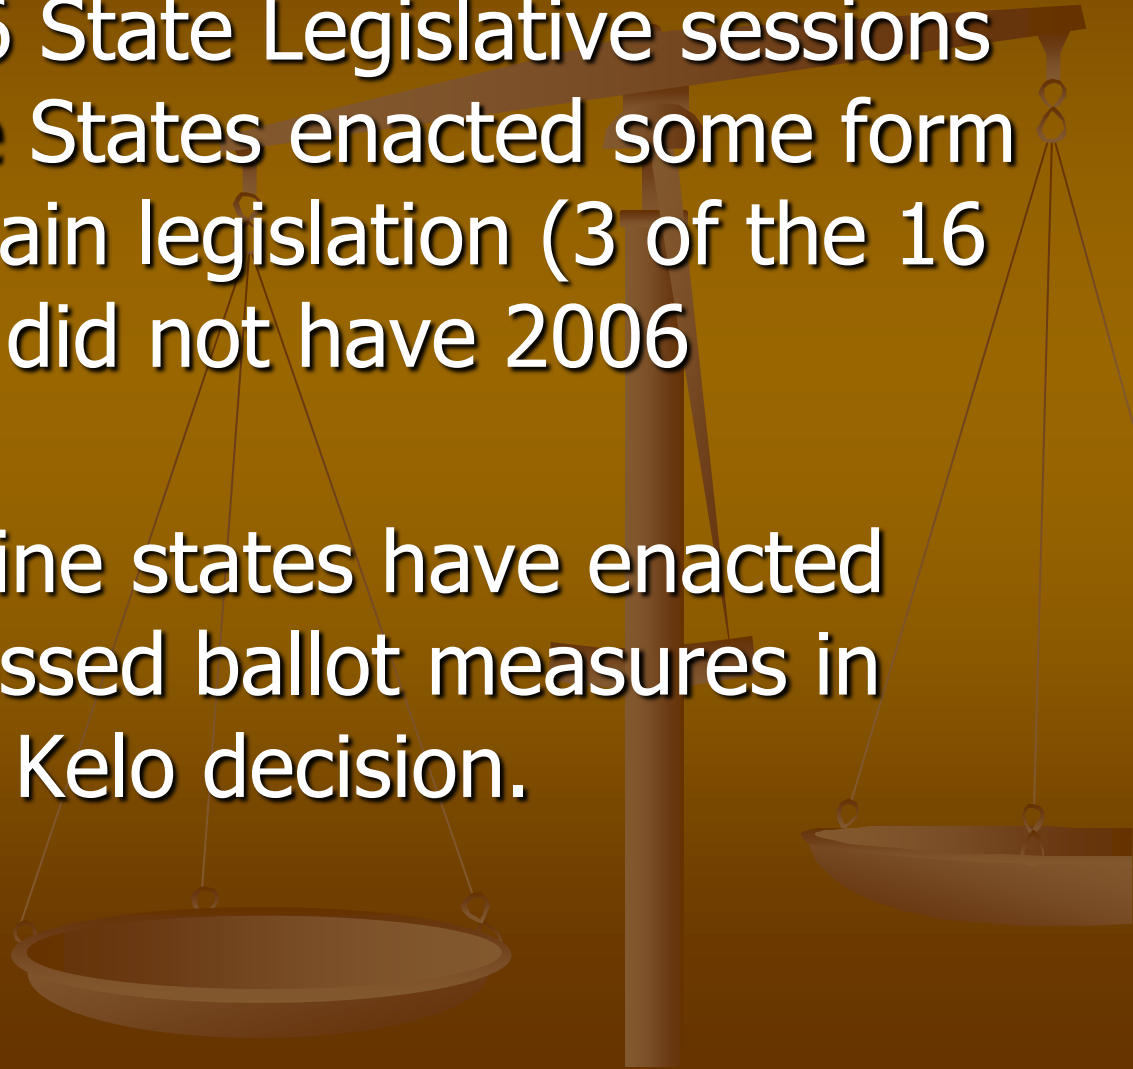 State Legislative sessions
States enacted some form
ain legislation (3 of the 16
did not have 2006
ine states have enacted
ssed ballot measures in
Kelo decision.